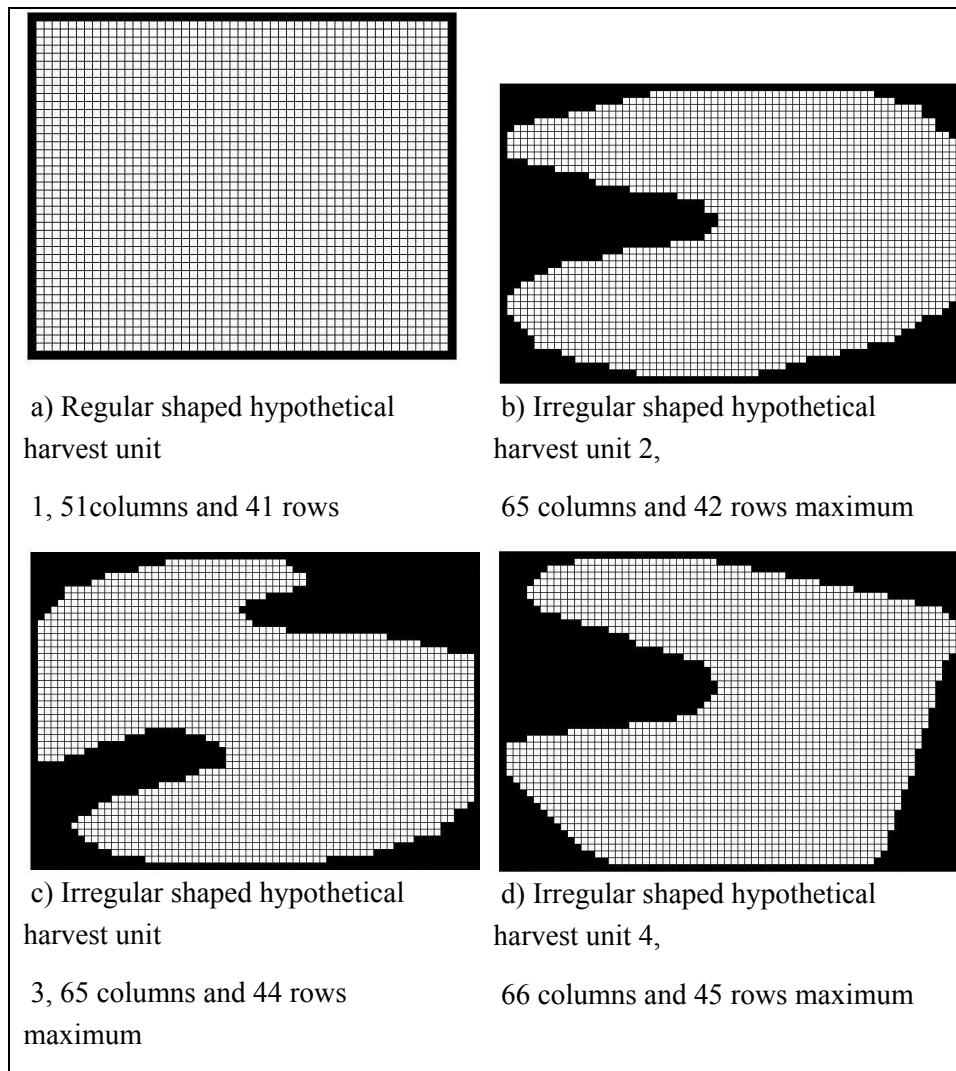 a) Regular shaped hypothetical
harvest unit
1, 51columns and 41 rows
b) Irregular shaped hypothetical
harvest unit 2,
65 columns and 42 rows maximum
c) Irregular shaped hypothetical
harvest unit
3, 65 columns and 44 rows
maximum
d) Irregular shaped hypothetical
harvest unit 4,
66 columns and 45 rows maximum